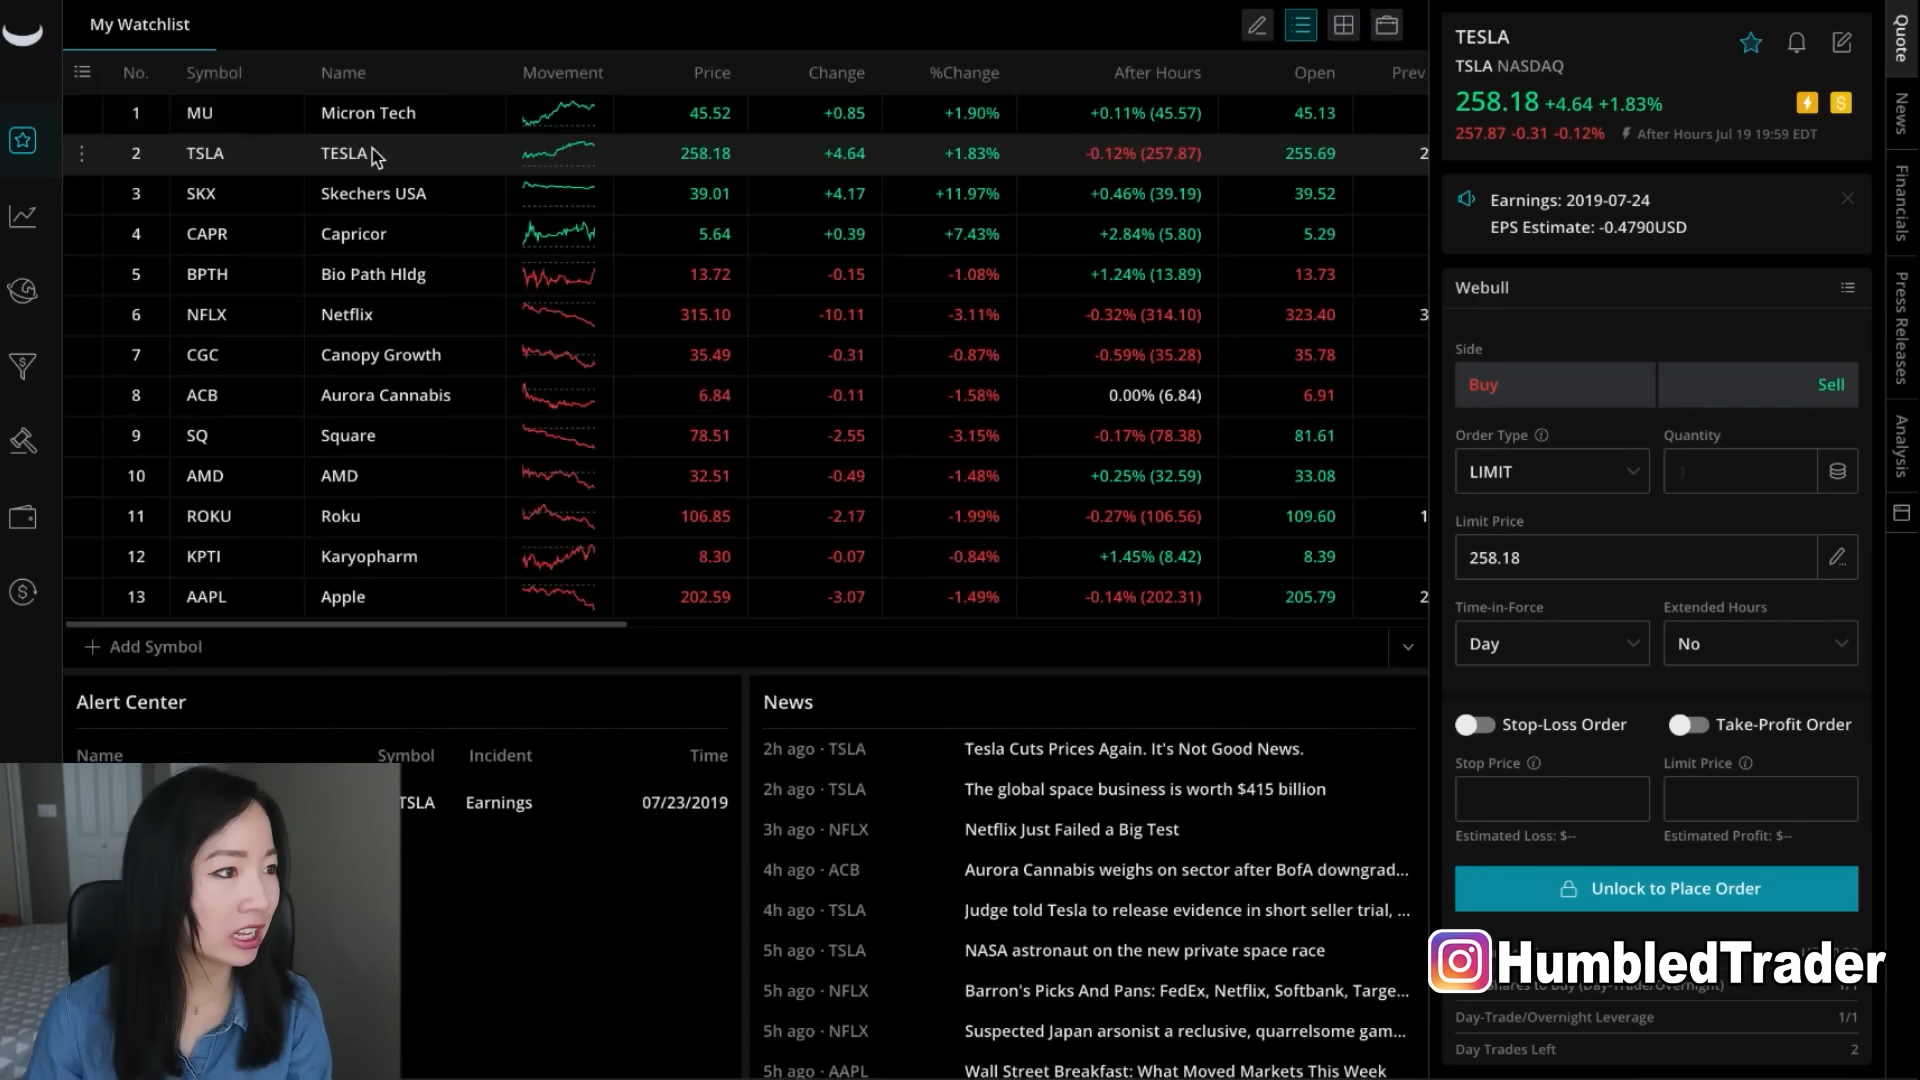 My Watchlist
No. Symbol Name Movement Price Change %Change After Hours Open Prev
1 MU Micron Tech 45.52 +0.85 +1.90% +0.11% (45.57) 45.13
2 TSLA TESLA 258.18 +4.64 +1.83% -0.12% (257.87) 255.69 2
3 SKX Skechers USA 39.01 +4.17 +11.97% +0.46% (39.19) 39.52
4 CAPR Capricor 5.64 +0.39 +7.43% +2.84% (5.80) 5.29
5 BPTH Bio Path Hldg 13.72 -0.15 -1.08% +1.24% (13.89) 13.73
6 NFLX Netflix 315.10 -10.11 -3.11% -0.32% (314.10) 323.40 3
7 CGC Canopy Growth 35.49 -0.31 -0.87% -0.59% (35.28) 35.78
8 ACB Aurora Cannabis 6.84 -0.11 -1.58% 0.00% (6.84) 6.91
9 SQ Square 78.51 -2.55 -3.15% -0.17% (78.38) 81.61
10 AMD AMD 32.51 -0.49 -1.48% +0.25% (32.59) 33.08
11 ROKU Roku 106.85 -2.17 -1.99% -0.27% (106.56) 109.60 1
12 KPTI Karyopharm 8.30 -0.07 -0.84% +1.45% (8.42) 8.39
13 AAPL Apple 202.59 -3.07 -1.49% -0.14% (202.31) 205.79 2
Add Symbol
Alert Center
Name Symbol Incident Time
TSLA Earnings 07/23/2019
News
2h ago · TSLA Tesla Cuts Prices Again. It's Not Good News.
2h ago · TSLA The global space business is worth $415 billion
3h ago · NFLX Netflix Just Failed a Big Test
4h ago · ACB Aurora Cannabis weighs on sector after BofA downgrad...
4h ago · TSLA Judge told Tesla to release evidence in short seller trial, ...
5h ago · TSLA NASA astronaut on the new private space race
5h ago · NFLX Barron's Picks And Pans: FedEx, Netflix, Softbank, Targe...
5h ago · NFLX Suspected Japan arsonist a reclusive, quarrelsome gam...
5h ago · AAPL Wall Street Breakfast: What Moved Markets This Week
TESLA
TSLA NASDAQ
258.18 +4.64 +1.83%
257.87 -0.31 -0.12% After Hours Jul 19 19:59 EDT
Earnings: 2019-07-24
EPS Estimate: -0.4790USD
Webull
Side
Buy Sell
Order Type Quantity
LIMIT 1
Limit Price
258.18
Time-in-Force Extended Hours
Day No
Stop-Loss Order Take-Profit Order
Stop Price Limit Price
Estimated Loss: $-- Estimated Profit: $--
Unlock to Place Order
HumbledTrader
Day-Trade/Overnight Leverage 1/1
Day Trades Left 2
Quote
News
Financials
Press Releases
Analysis